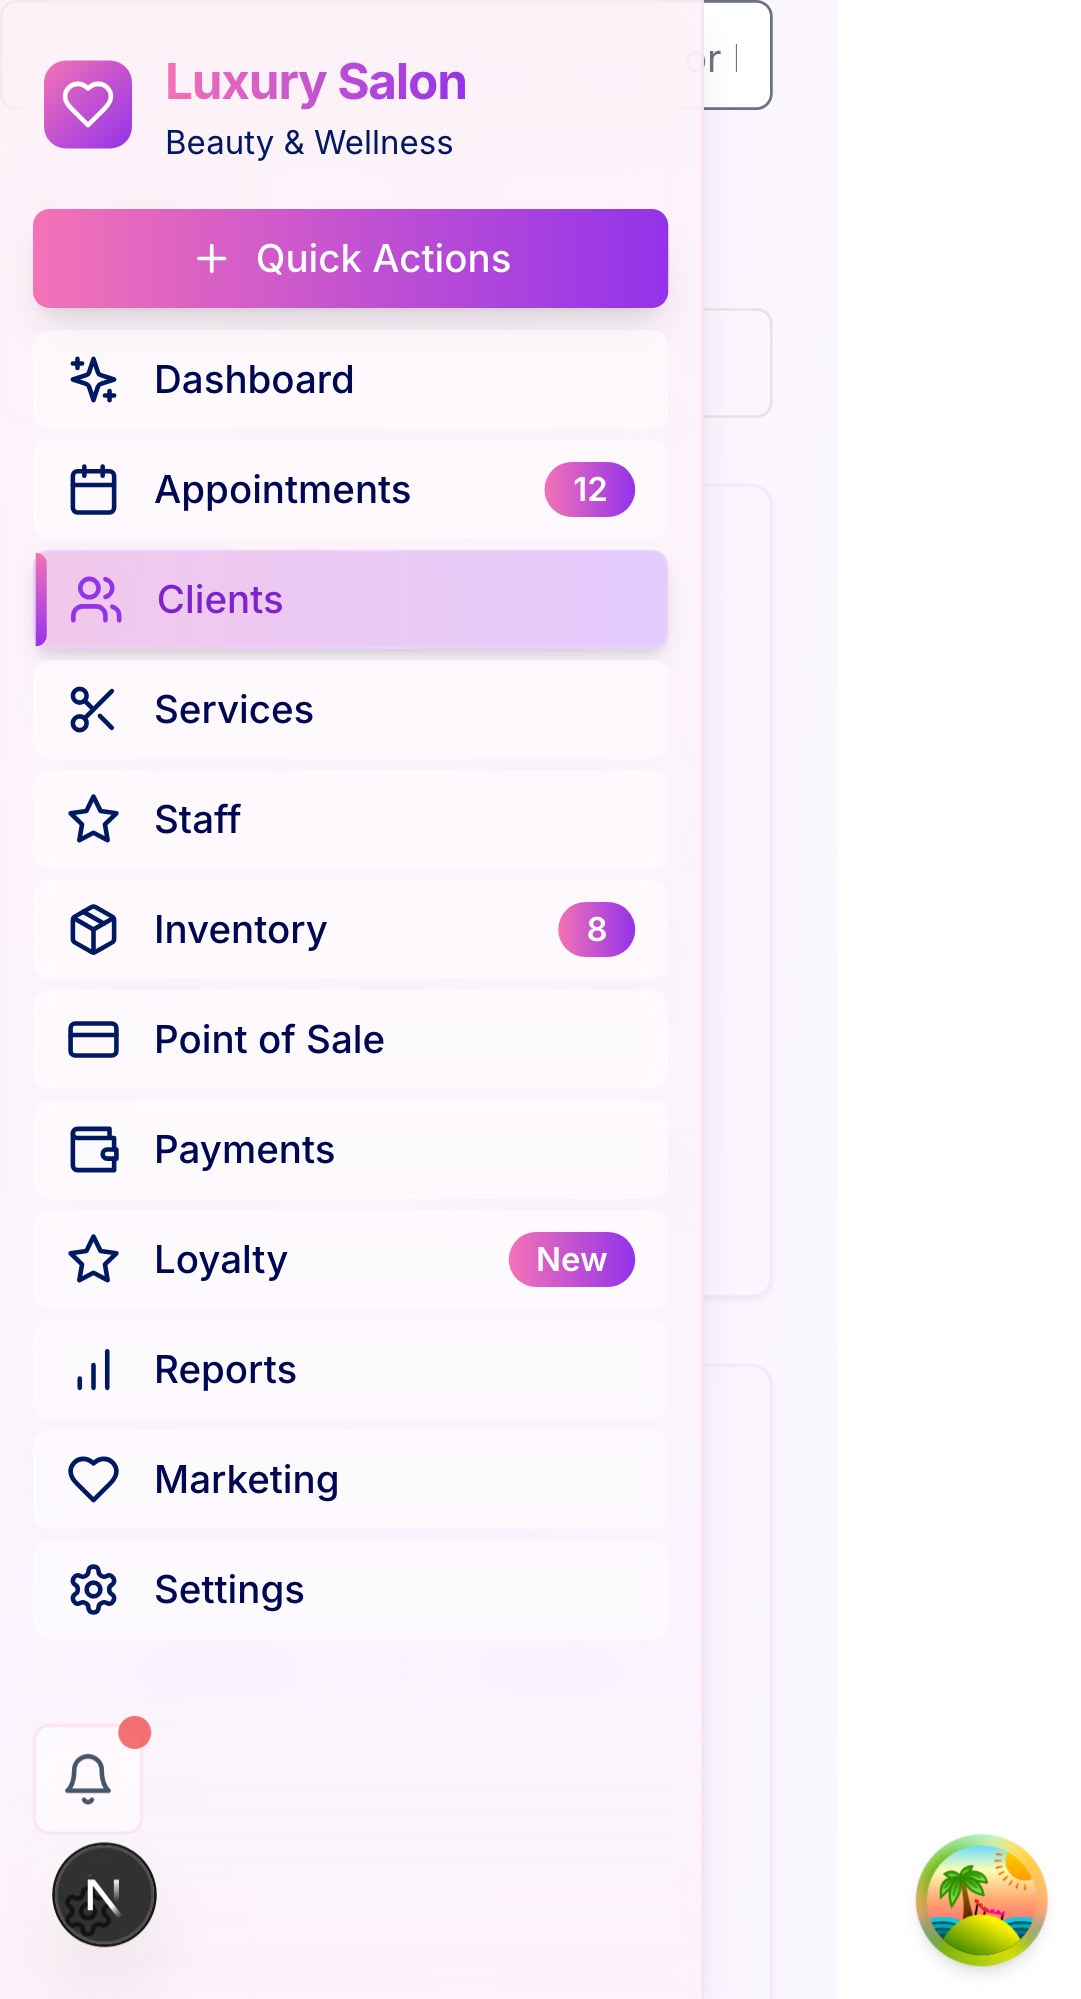 Luxury Salon
Beauty & Wellness
or
Quick Actions
Dashboard
Appointments 12
Clients
Services
Staff
Inventory 8
Point of Sale
Payments
Loyalty New
Reports
Marketing
Settings
N